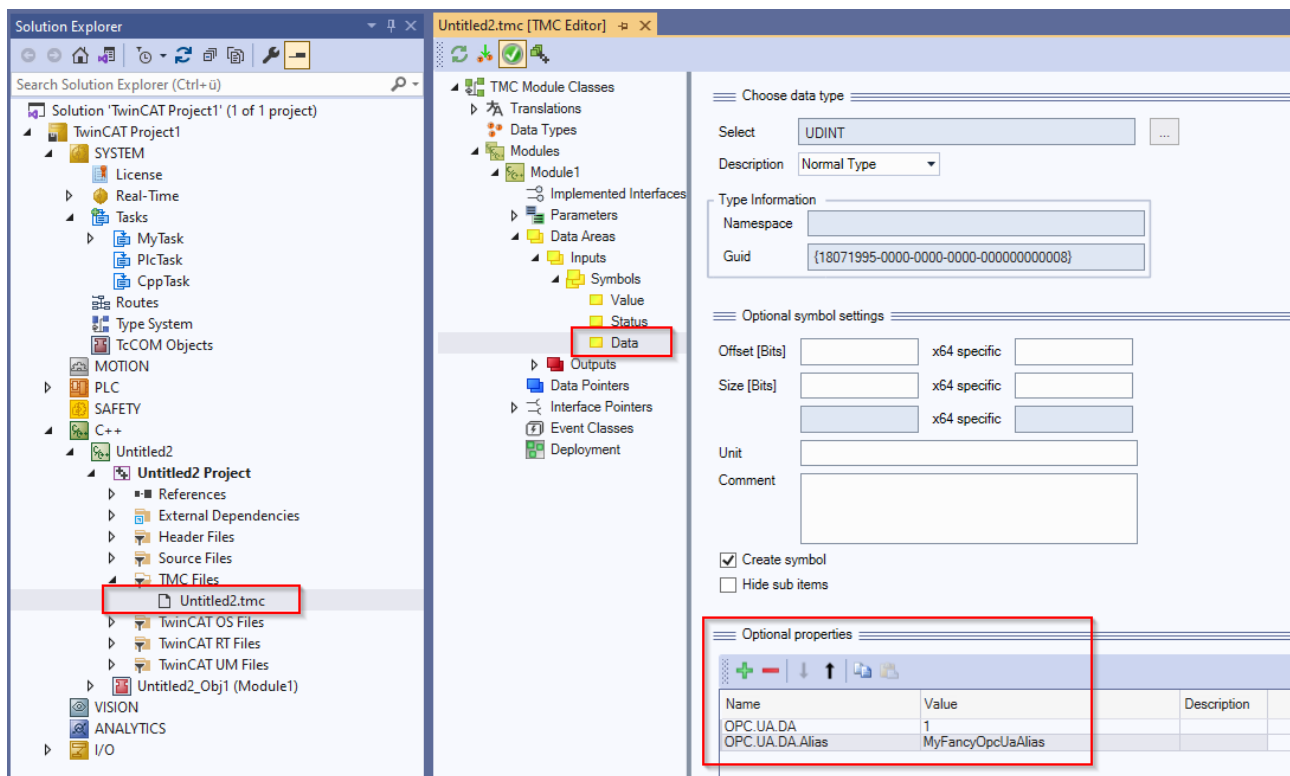 Solution Explorer
Search Solution Explorer (Ctrl+ü)
Solution 'TwinCAT Project1' (1 of 1 project)
TwinCAT Project1
SYSTEM
License
Real-Time
Tasks
MyTask
PlcTask
CppTask
Routes
Type System
TcCOM Objects
MOTION
PLC
SAFETY
C++
Untitled2
Untitled2 Project
References
External Dependencies
Header Files
Source Files
TMC Files
Untitled2.tmc
TwinCAT OS Files
TwinCAT RT Files
TwinCAT UM Files
Untitled2_Obj1 (Module1)
VISION
ANALYTICS
I/O
Untitled2.tmc [TMC Editor]
TMC Module Classes
Translations
Data Types
Modules
Module1
Implemented Interfaces
Parameters
Data Areas
Inputs
Symbols
Value
Status
Data
Outputs
Data Pointers
Interface Pointers
Event Classes
Deployment
Choose data type
Select UDINT ...
Description Normal Type
Type Information
Namespace
Guid {18071995-0000-0000-0000-000000000008}
Optional symbol settings
Offset [Bits] x64 specific
Size [Bits] x64 specific
x64 specific
Unit
Comment
Create symbol
Hide sub items
Optional properties
Name Value Description
OPC.UA.DA 1
OPC.UA.DA.Alias MyFancyOpcUaAlias